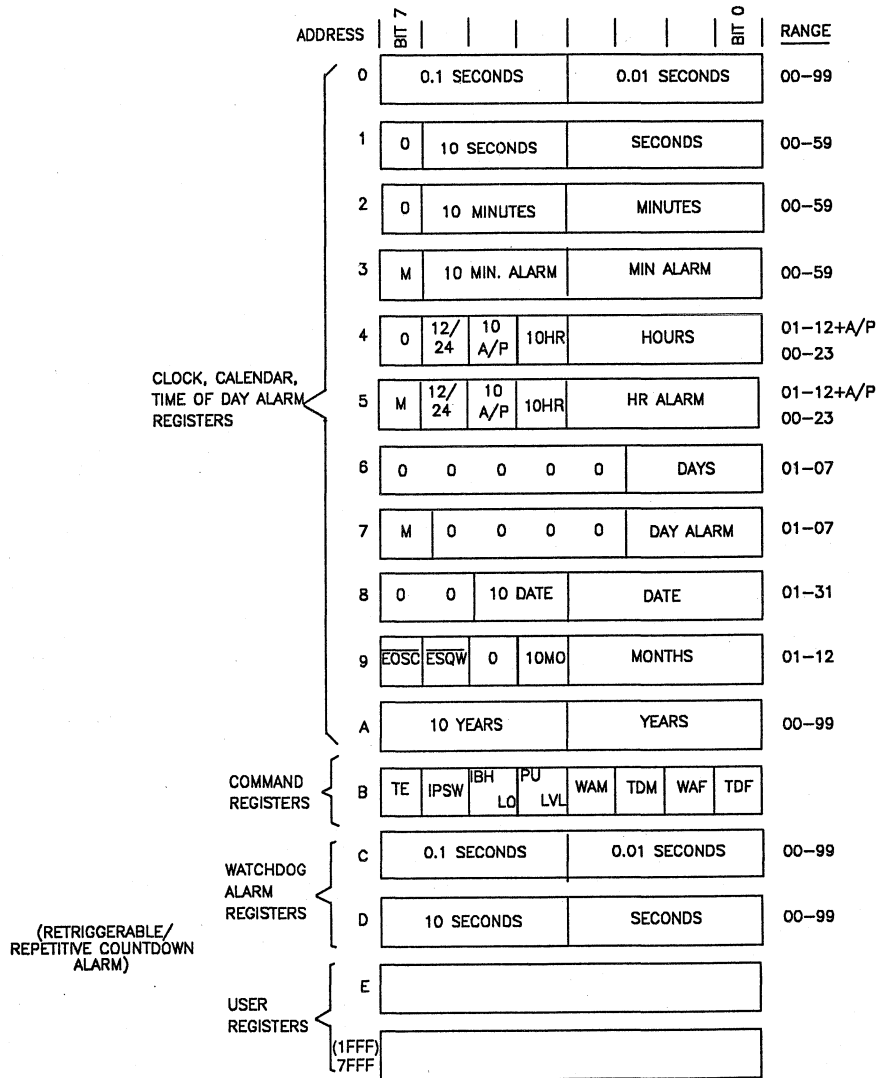 ADDRESS BIT 7 BIT 0 RANGE
0 0.1 SECONDS 0.01 SECONDS 00-99
1 0 10 SECONDS SECONDS 00-59
2 0 10 MINUTES MINUTES 00-59
3 M 10 MIN. ALARM MIN ALARM 00-59
4 0 12/24 10 A/P 10HR HOURS 01-12+A/P 00-23
CLOCK, CALENDAR,
TIME OF DAY ALARM
REGISTERS
5 M 12/24 10 A/P 10HR HR ALARM 01-12+A/P 00-23
6 0 0 0 0 0 DAYS 01-07
7 M 0 0 0 0 DAY ALARM 01-07
8 0 0 10 DATE DATE 01-31
9 EOSC ESQW 0 10MO MONTHS 01-12
A 10 YEARS YEARS 00-99
COMMAND
REGISTERS
B TE IPSW IBH LO PU LVL WAM TDM WAF TDF
C 0.1 SECONDS 0.01 SECONDS 00-99
WATCHDOG
ALARM
REGISTERS
D 10 SECONDS SECONDS 00-99
(RETRIGGERABLE/
REPETITIVE COUNTDOWN
ALARM)
E
USER
REGISTERS
(1FFF)
7FFF